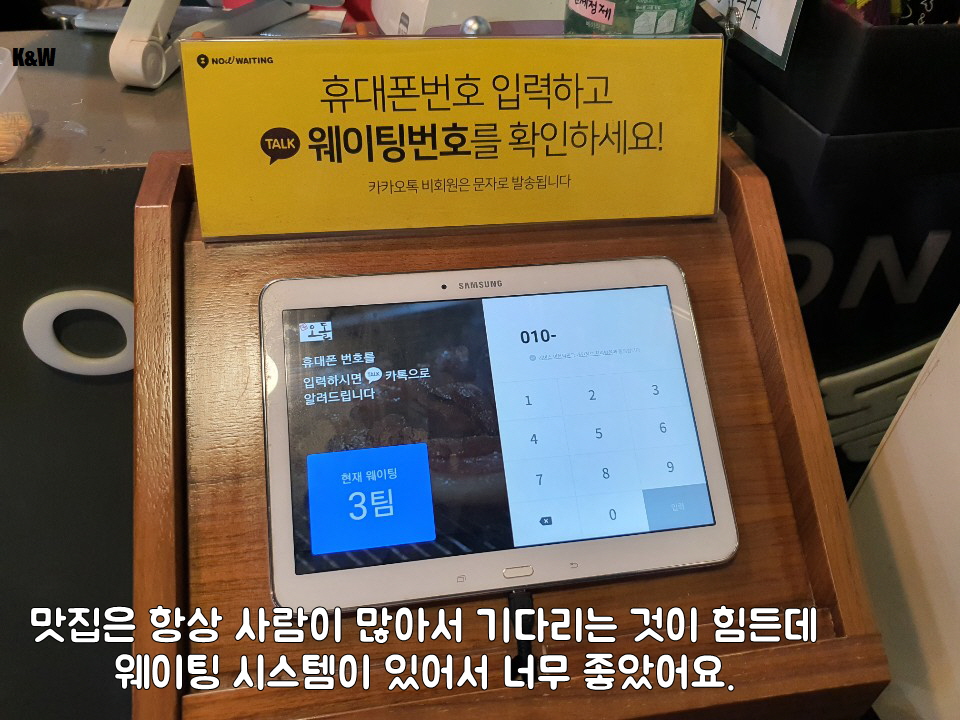 K&W
NOW WAITING
휴대폰번호 입력하고
TALK 웨이팅번호를 확인하세요!
카카오톡 비회원은 문자로 발송됩니다
SAMSUNG
휴대폰 번호를
입력하시면 TALK 카톡으로
알려드립니다
현재 웨이팅
3팀
010-
1 2 3
4 5 6
7 8 9
0 입력
ON
맛집은 항상 사람이 많아서 기다리는 것이 힘든데
웨이팅 시스템이 있어서 너무 좋았어요.